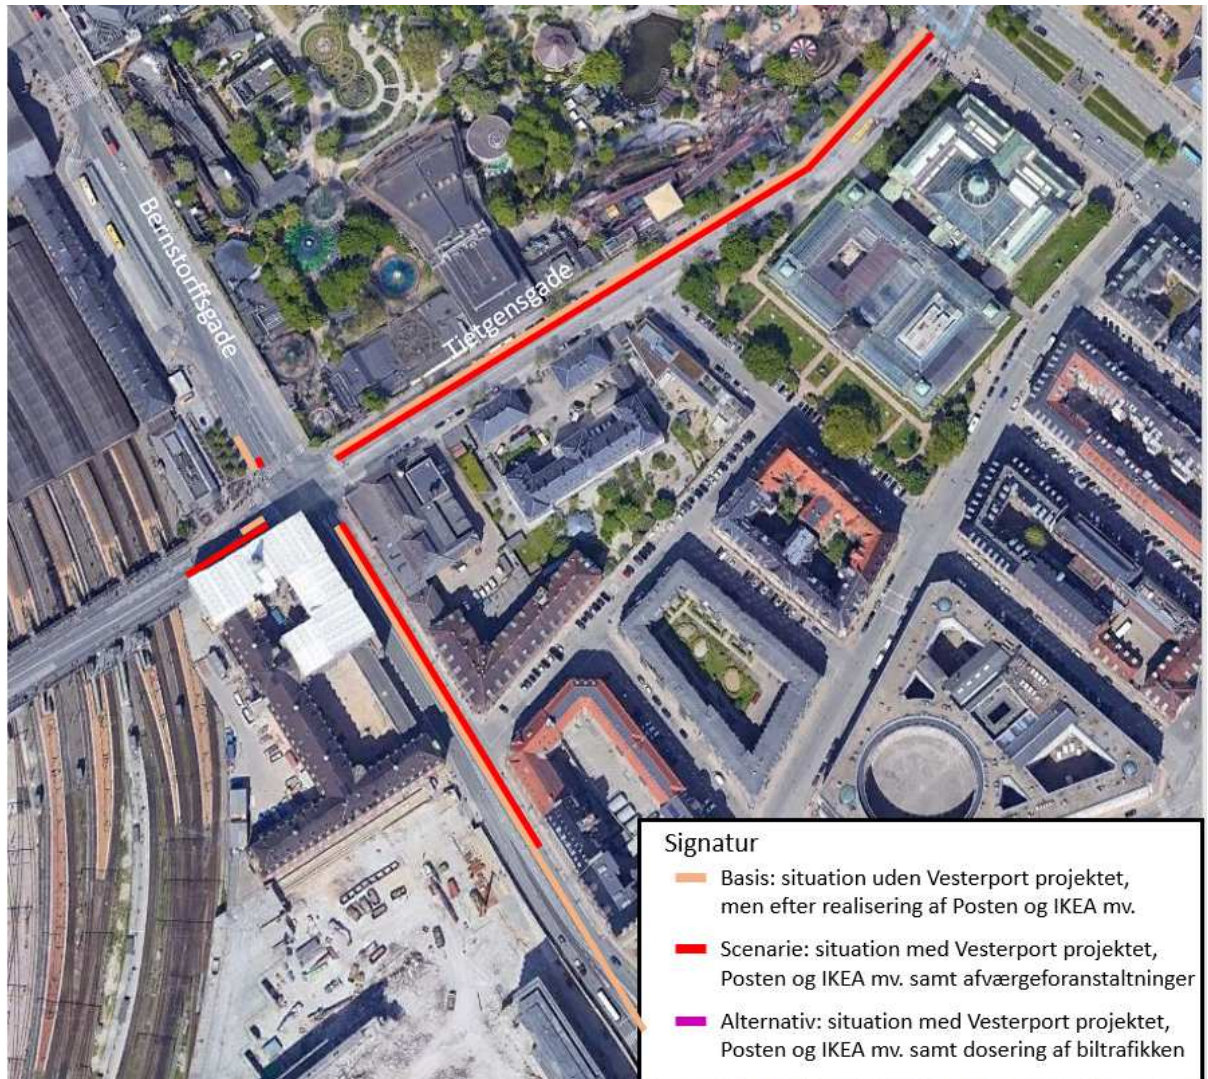 Bernstorffsgade
Tietgensgade
Signatur
Basis: situation uden Vesterport projektet,
men efter realisering af Posten og IKEA mv.
Scenarie: situation med Vesterport projektet,
Posten og IKEA mv. samt afværgeforanstaltninger
Alternativ: situation med Vesterport projektet,
Posten og IKEA mv. samt dosering af biltrafikken